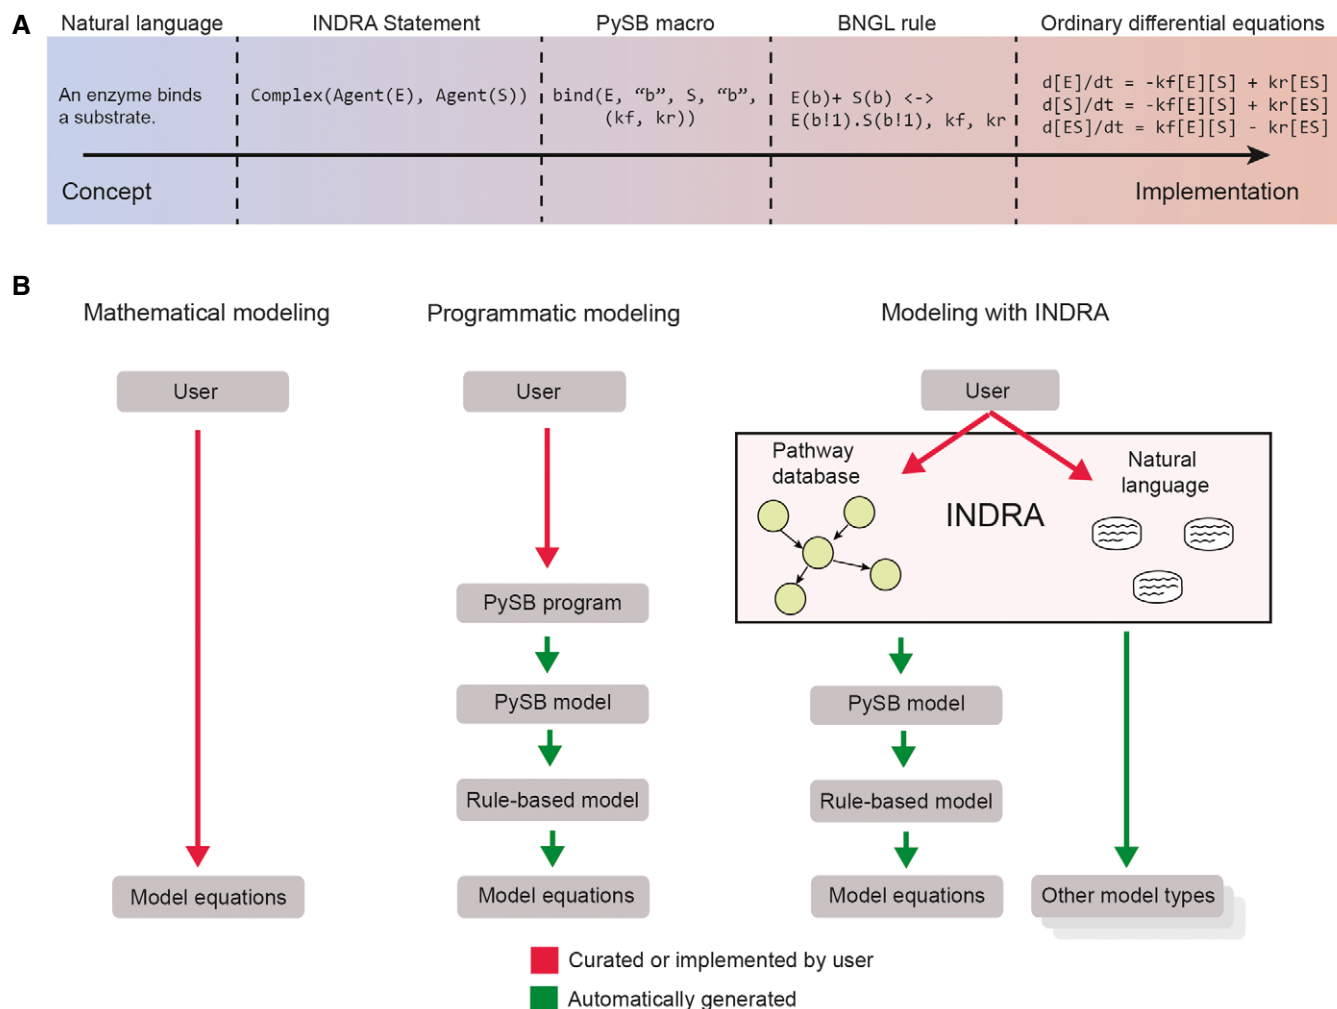 A
Natural language
INDRA Statement
PySB macro
BNGL rule
Ordinary differential equations
An enzyme binds
a substrate.
Complex(Agent(E), Agent(S))
bind(E, “b”, S, “b”,
(kf, kr))
E(b)+ S(b) <->
E(b!1).S(b!1), kf, kr
d[E]/dt = -kf[E][S] + kr[ES]
d[S]/dt = -kf[E][S] + kr[ES]
d[ES]/dt = kf[E][S] - kr[ES]
Concept
Implementation
B
Mathematical modeling
User
Model equations
Programmatic modeling
User
PySB program
PySB model
Rule-based model
Model equations
Modeling with INDRA
User
Pathway
database
INDRA
Natural
language
PySB model
Rule-based model
Model equations
Other model types
Curated or implemented by user
Automatically generated